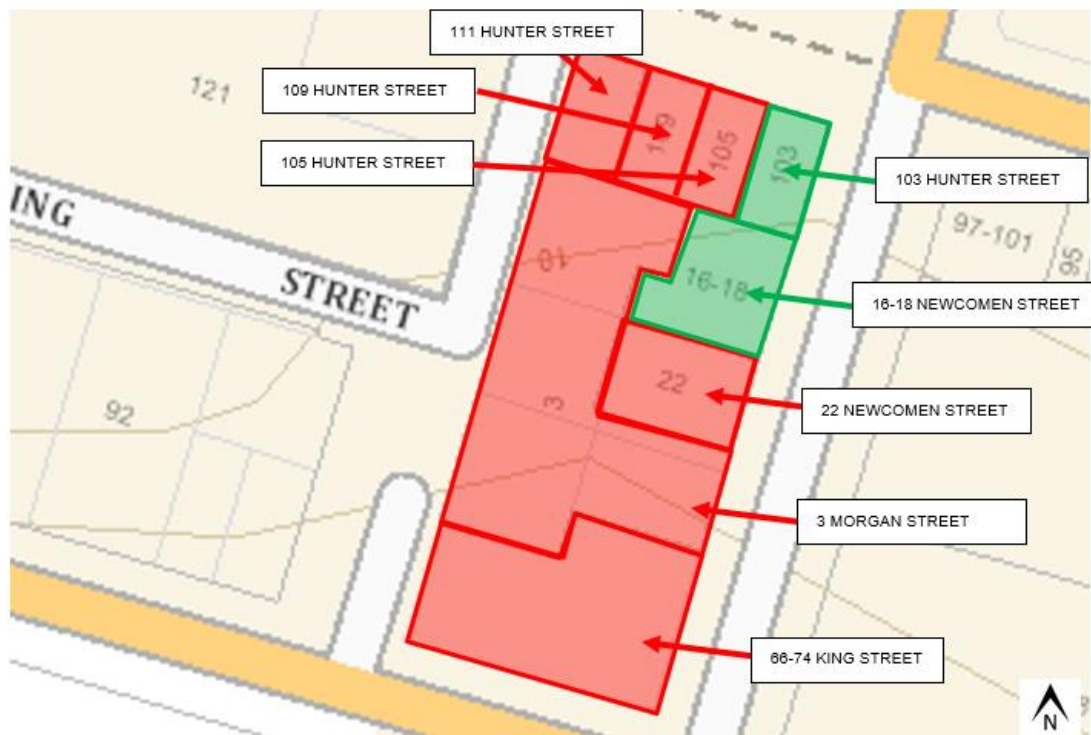 111 HUNTER STREET
121
109 HUNTER STREET
109
105 HUNTER STREET
105
103
103 HUNTER STREET
97-101
95
ING
STREET
10
16-18
16-18 NEWCOMEN STREET
22
22 NEWCOMEN STREET
92
3
3 MORGAN STREET
66-74 KING STREET
N